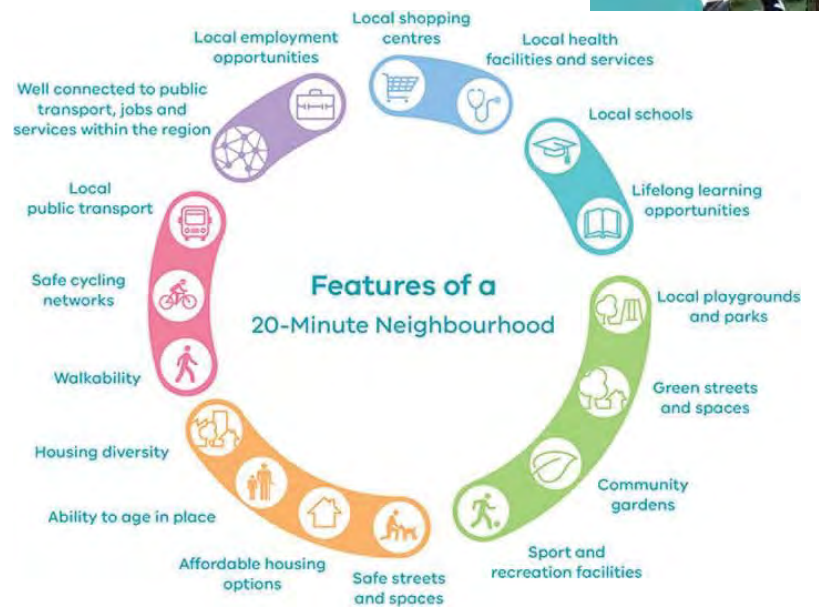 Features of a
20-Minute Neighbourhood
Local shopping
centres
Local health
facilities and services
Local schools
Lifelong learning
opportunities
Local playgrounds
and parks
Green streets
and spaces
Community
gardens
Sport and
recreation facilities
Safe streets
and spaces
Affordable housing
options
Ability to age in place
Housing diversity
Walkability
Safe cycling
networks
Local
public transport
Well connected to public
transport, jobs and
services within the region
Local employment
opportunities